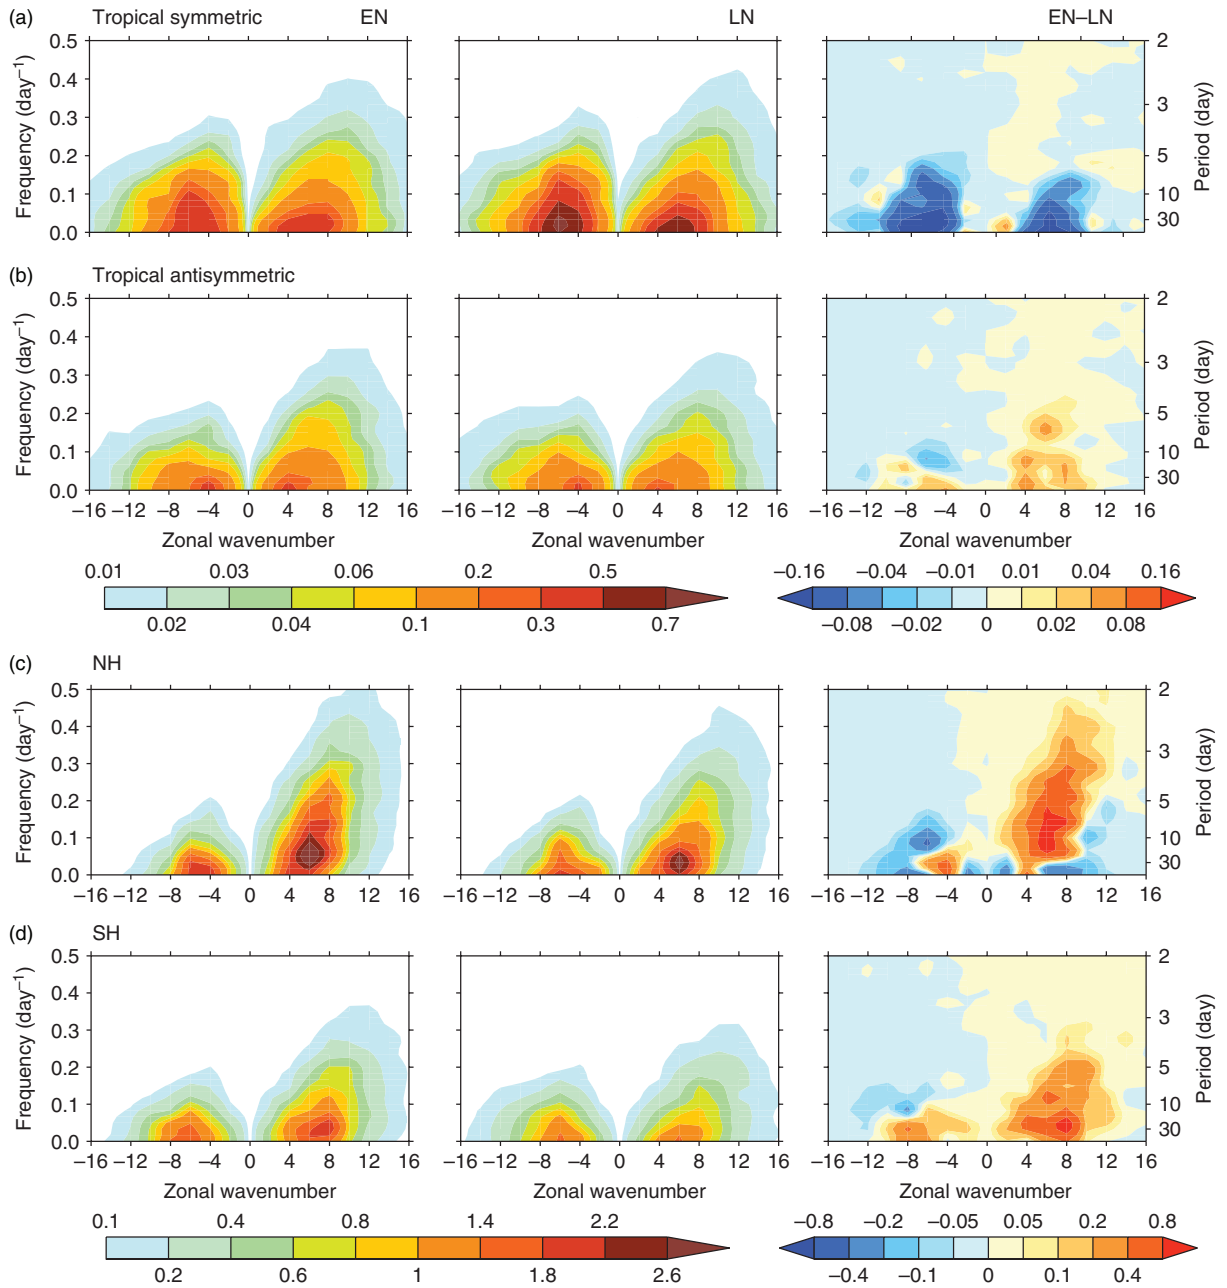 (a) Tropical symmetric EN LN EN–LN
0.5 2
0.4
Frequency (day⁻¹) 0.3 3 Period (day)
0.2 5
0.1 10
0.0 30
−16 −12 −8 −4 0 4 8 12 16
(b) Tropical antisymmetric
0.5 2
0.4
Frequency (day⁻¹) 0.3 3 Period (day)
0.2 5
0.1 10
0.0 30
−16 −12 −8 −4 0 4 8 12 16 −16 −12 −8 −4 0 4 8 12 16 −16 −12 −8 −4 0 4 8 12 16
Zonal wavenumber Zonal wavenumber Zonal wavenumber
0.01 0.03 0.06 0.2 0.5 −0.16 −0.04 −0.01 0.01 0.04 0.16
0.02 0.04 0.1 0.3 0.7 −0.08 −0.02 0 0.02 0.08
(c) NH
0.5 2
0.4
Frequency (day⁻¹) 0.3 3 Period (day)
0.2 5
0.1 10
0.0 30
−16 −12 −8 −4 0 4 8 12 16 −16 −12 −8 −4 0 4 8 12 16 −16 −12 −8 −4 0 4 8 12 16
(d) SH
0.5 2
0.4
Frequency (day⁻¹) 0.3 3 Period (day)
0.2 5
0.1 10
0.0 30
−16 −12 −8 −4 0 4 8 12 16 −16 −12 −8 −4 0 4 8 12 16 −16 −12 −8 −4 0 4 8 12 16
Zonal wavenumber Zonal wavenumber Zonal wavenumber
0.1 0.4 0.8 1.4 2.2 −0.8 −0.2 −0.05 0.05 0.2 0.8
0.2 0.6 1 1.8 2.6 −0.4 −0.1 0 0.1 0.4